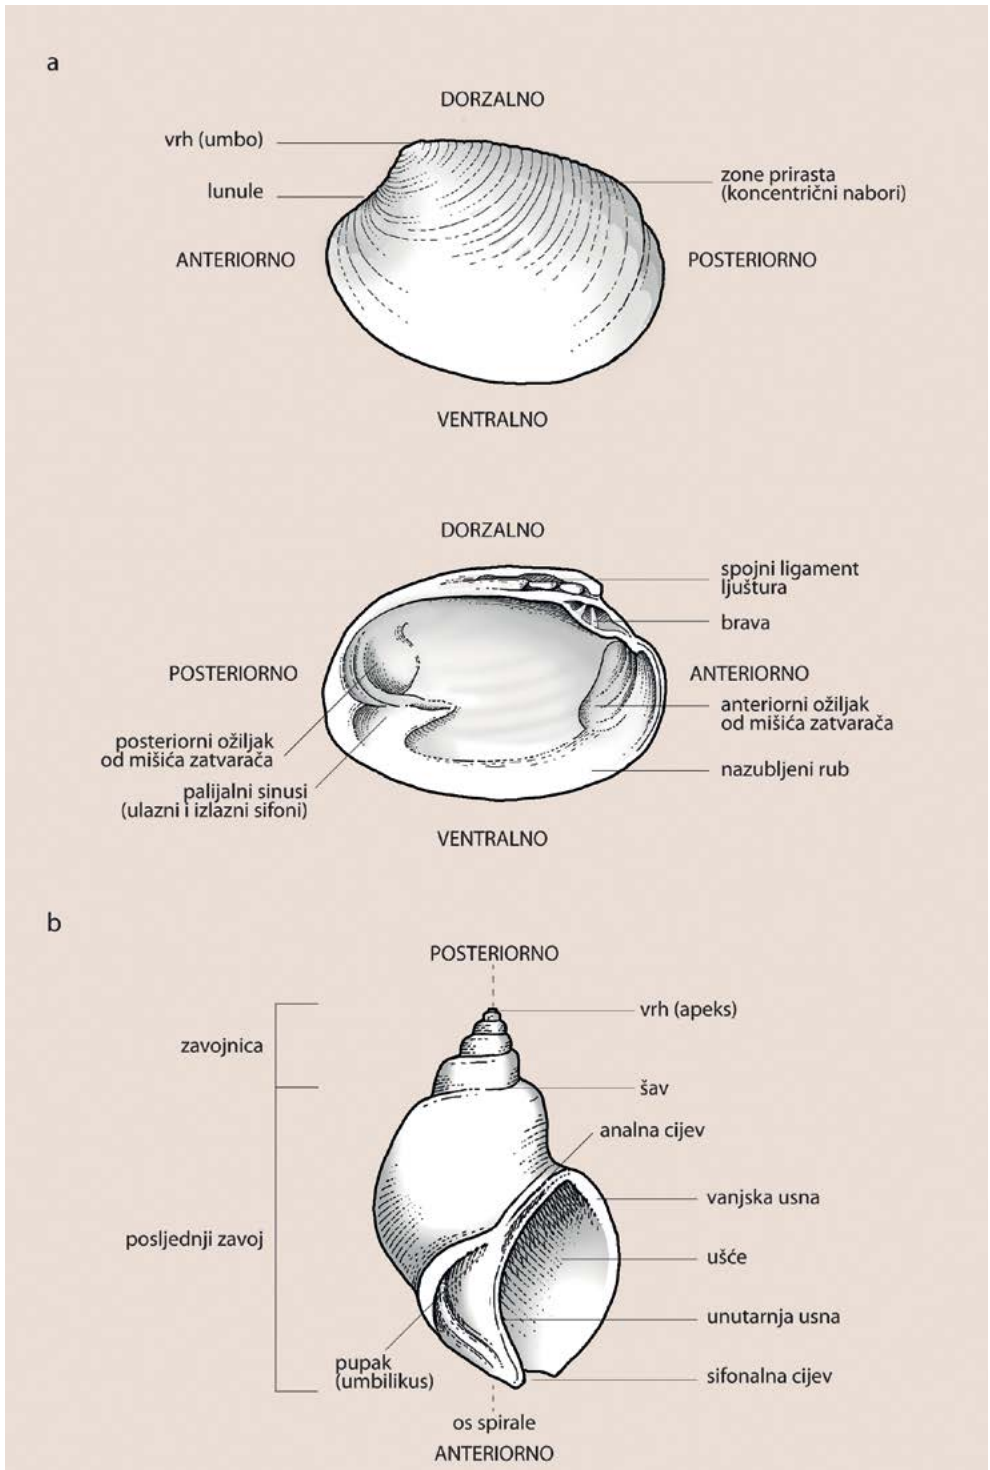 a
DORZALNO
vrh (umbo)
lunule
zone prirasta
(koncentrični nabori)
ANTERIORNO
POSTERIORNO
VENTRALNO
DORZALNO
spojni ligament
ljuštura
brava
POSTERIORNO
ANTERIORNO
anteriorni ožiljak
od mišića zatvarača
posteriorni ožiljak
od mišića zatvarača
nazubljeni rub
palijalni sinusi
(ulazni i izlazni sifoni)
VENTRALNO
b
POSTERIORNO
vrh (apeks)
zavojnica
šav
analna cijev
vanjska usna
posljednji zavoj
ušće
unutarnja usna
pupak
(umbilikus)
sifonalna cijev
os spirale
ANTERIORNO